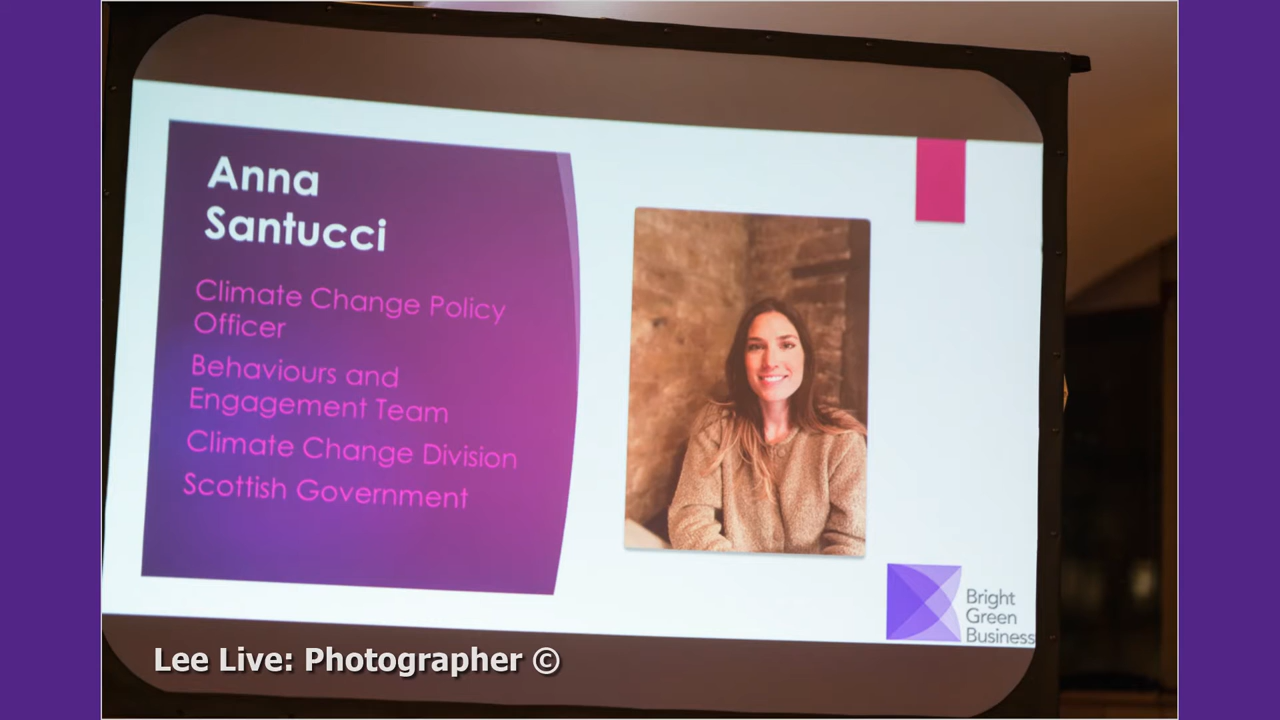 Anna
Santucci
Climate Change Policy
Officer
Behaviours and
Engagement Team
Climate Change Division
Scottish Government
Bright
Green
Business
Lee Live: Photographer ©